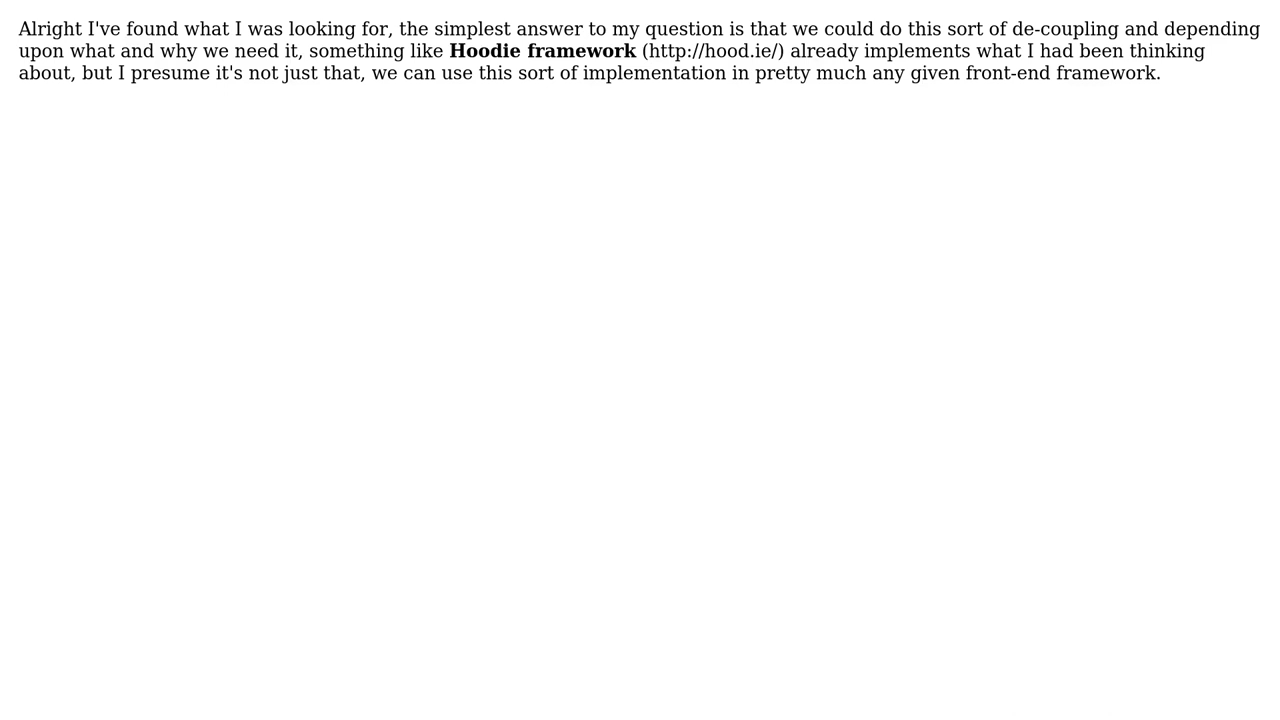 Alright I've found what I was looking for, the simplest answer to my question is that we could do this sort of de-coupling and depending
upon what and why we need it, something like Hoodie framework (http://hood.ie/) already implements what I had been thinking
about, but I presume it's not just that, we can use this sort of implementation in pretty much any given front-end framework.